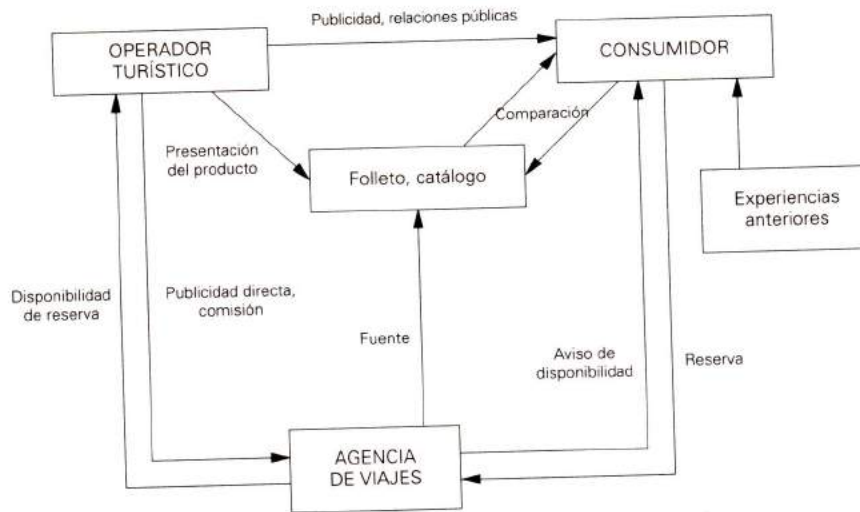 Publicidad, relaciones públicas
OPERADOR
TURÍSTICO
CONSUMIDOR
Comparación
Presentación
del producto
Folleto, catálogo
Experiencias
anteriores
Disponibilidad
de reserva
Publicidad directa,
comisión
Fuente
Aviso de
disponibilidad
Reserva
AGENCIA
DE VIAJES